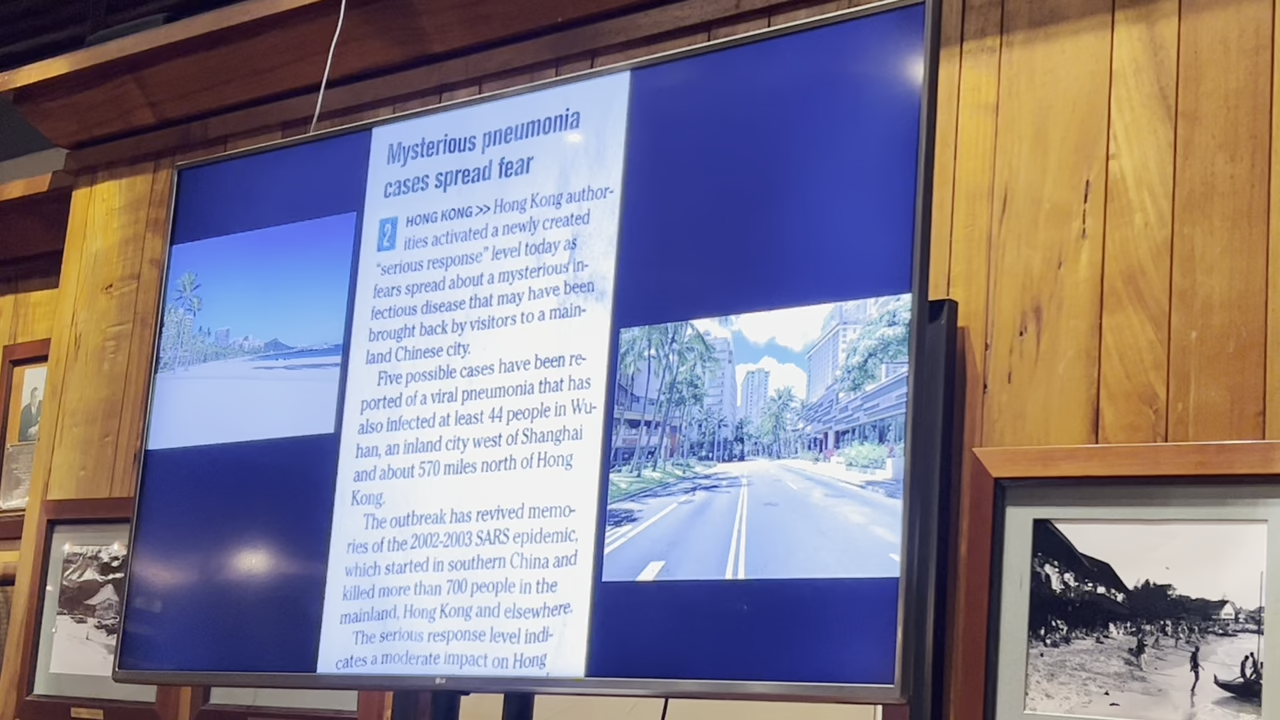 Mysterious pneumonia
cases spread fear
2 HONG KONG >> Hong Kong author-
ities activated a newly created
"serious response" level today as
fears spread about a mysterious in-
fectious disease that may have been
brought back by visitors to a main-
land Chinese city.
Five possible cases have been re-
ported of a viral pneumonia that has
also infected at least 44 people in Wu-
han, an inland city west of Shanghai
and about 570 miles north of Hong
Kong.
The outbreak has revived memo-
ries of the 2002-2003 SARS epidemic,
which started in southern China and
killed more than 700 people in the
mainland, Hong Kong and elsewhere.
The serious response level indi-
cates a moderate impact on Hong
LG